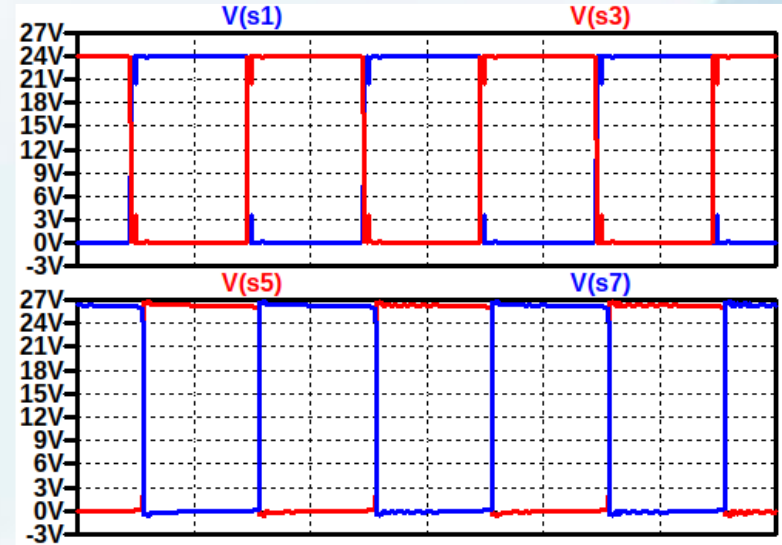 V(s1) V(s3)
27V
24V
21V
18V
15V
12V
9V
6V
3V
0V
-3V
V(s5) V(s7)
27V
24V
21V
18V
15V
12V
9V
6V
3V
0V
-3V